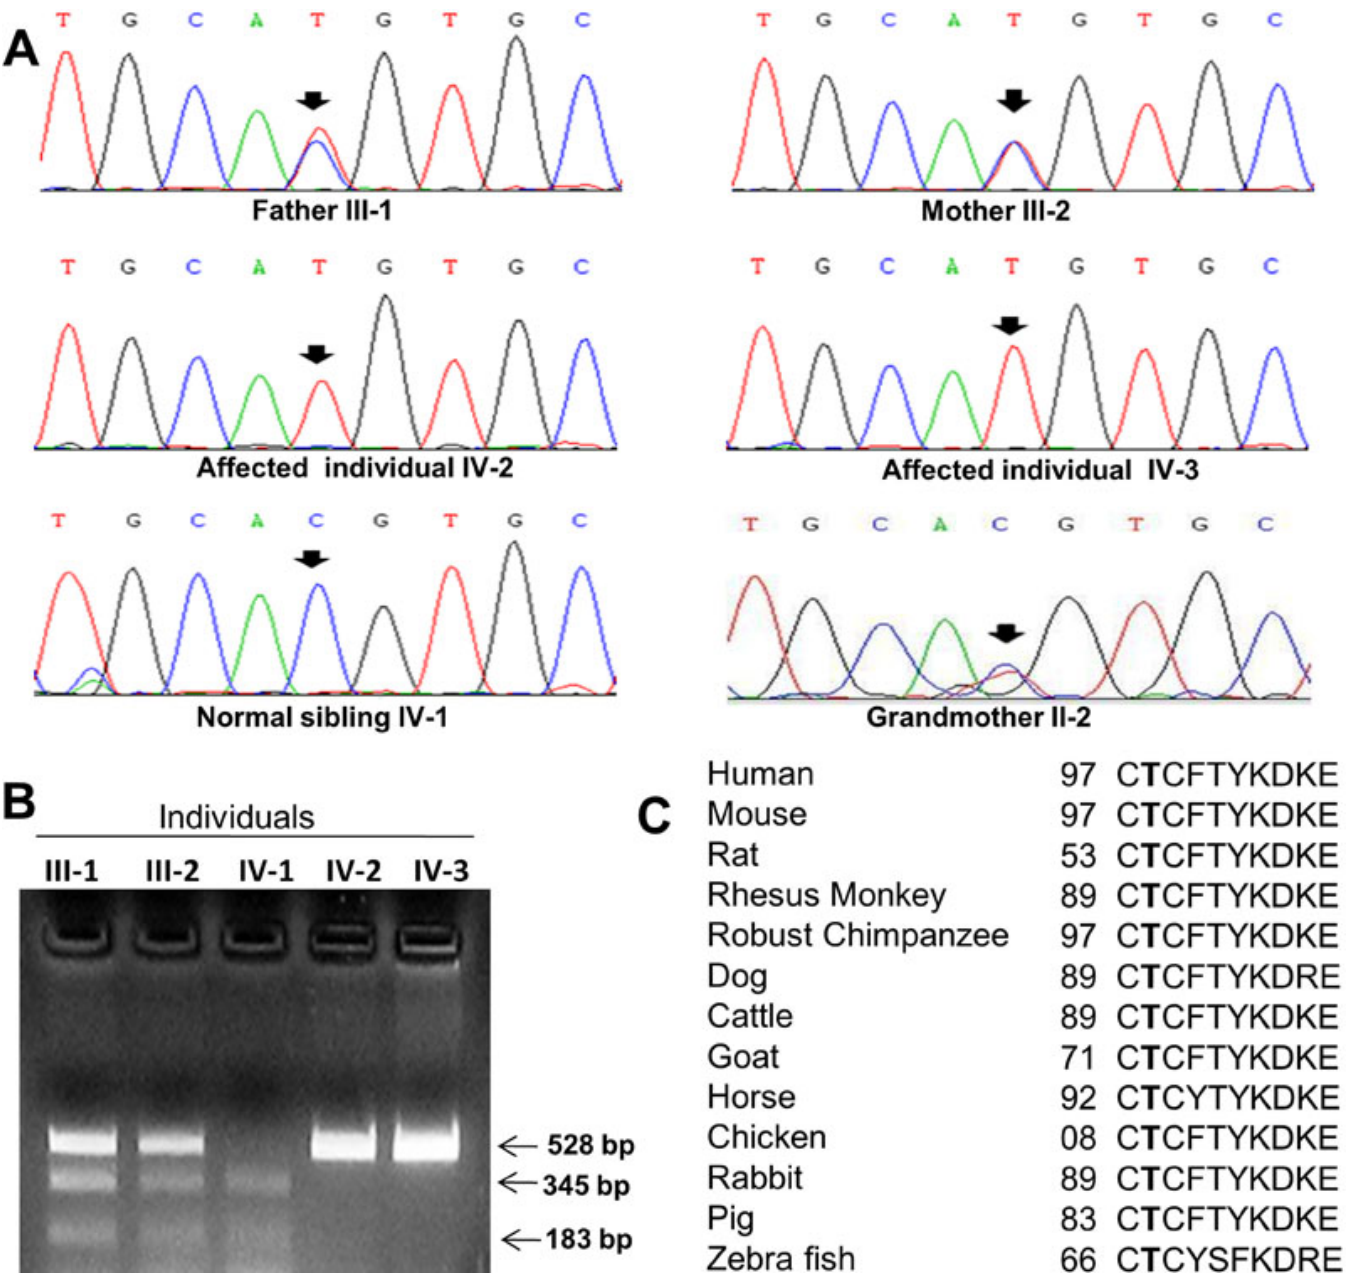 A
T G C A T G T G C
Father III-1
T G C A T G T G C
Mother III-2
T G C A T G T G C
Affected individual IV-2
T G C A T G T G C
Affected individual IV-3
T G C A C G T G C
Normal sibling IV-1
T G C A C G T G C
Grandmother II-2
B
Individuals
III-1 III-2 IV-1 IV-2 IV-3
528 bp
345 bp
183 bp
C
Human 97 CTCFTYKDKE
Mouse 97 CTCFTYKDKE
Rat 53 CTCFTYKDKE
Rhesus Monkey 89 CTCFTYKDKE
Robust Chimpanzee 97 CTCFTYKDKE
Dog 89 CTCFTYKDRE
Cattle 89 CTCFTYKDKE
Goat 71 CTCFTYKDKE
Horse 92 CTCYTYKDKE
Chicken 08 CTCFTYKDKE
Rabbit 89 CTCFTYKDKE
Pig 83 CTCFTYKDKE
Zebra fish 66 CTCYSFKDRE